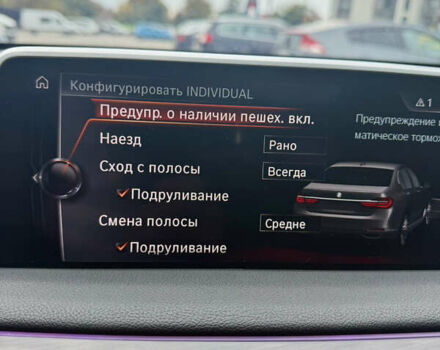 Конфигурировать INDIVIDUAL
1
Предупр. о наличии пешех. вкл.
Предупреждение
матическое тормо
Наезд Рано
Сход с полосы Всегда
Подруливание
Смена полосы Средне
Подруливание